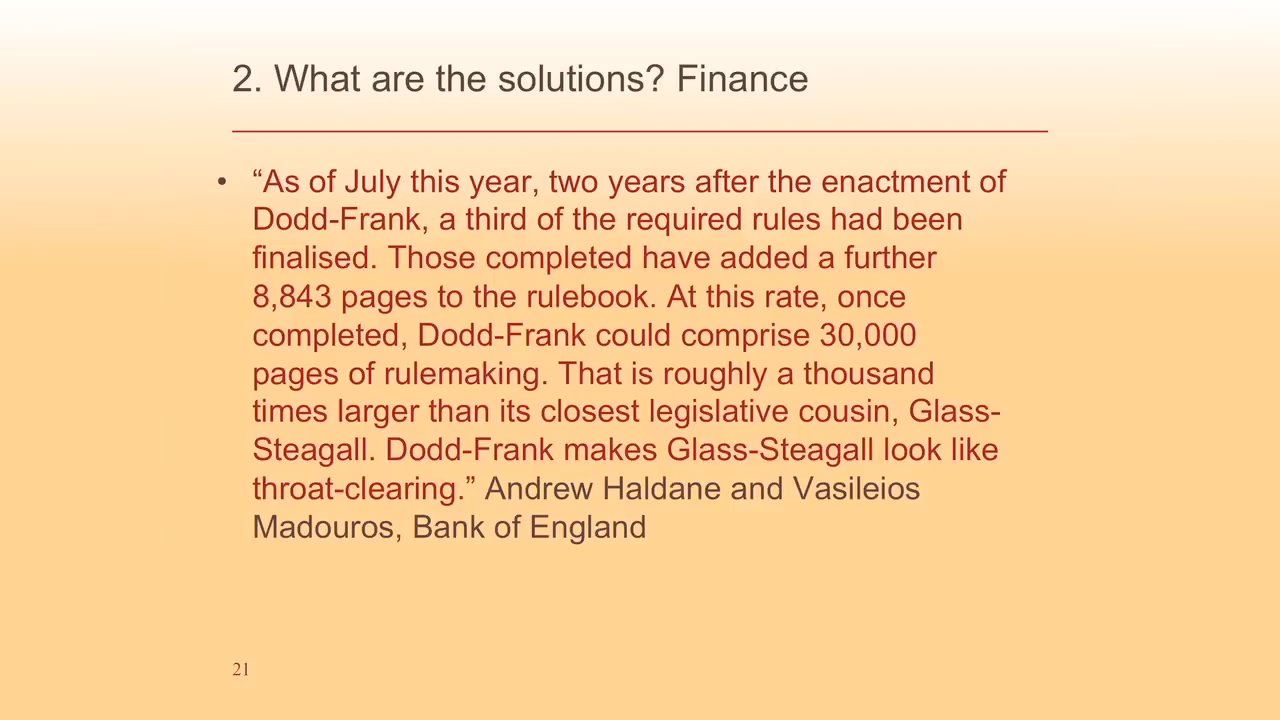 2. What are the solutions? Finance
• “As of July this year, two years after the enactment of
Dodd-Frank, a third of the required rules had been
finalised. Those completed have added a further
8,843 pages to the rulebook. At this rate, once
completed, Dodd-Frank could comprise 30,000
pages of rulemaking. That is roughly a thousand
times larger than its closest legislative cousin, Glass-
Steagall. Dodd-Frank makes Glass-Steagall look like
throat-clearing.” Andrew Haldane and Vasileios
Madouros, Bank of England
21